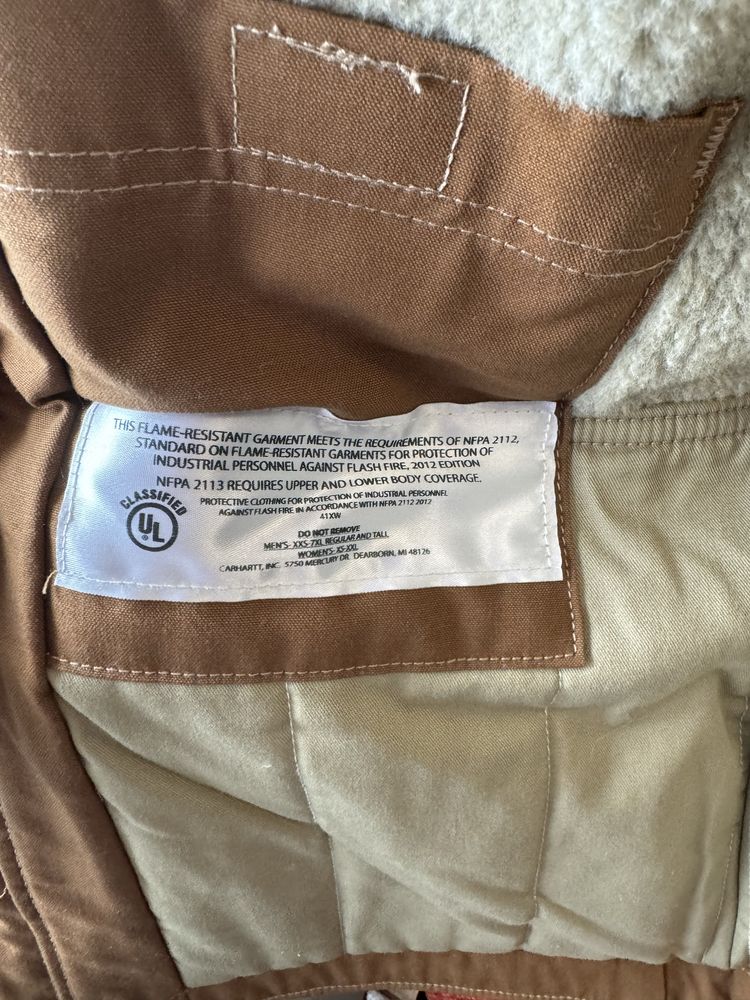 THIS FLAME-RESISTANT GARMENT MEETS THE REQUIREMENTS OF NFPA 2112,
STANDARD ON FLAME-RESISTANT GARMENTS FOR PROTECTION OF
INDUSTRIAL PERSONNEL AGAINST FLASH FIRE, 2012 EDITION
NFPA 2113 REQUIRES UPPER AND LOWER BODY COVERAGE.
CLASSIFIED
UL
®
PROTECTIVE CLOTHING FOR PROTECTION OF INDUSTRIAL PERSONNEL
AGAINST FLASH FIRE IN ACCORDANCE WITH NFPA 2112 2012
41XW
DO NOT REMOVE
MEN'S- XXS-7XL REGULAR AND TALL
WOMEN'S- XS-XXL
CARHARTT, INC. 5750 MERCURY DR. DEARBORN, MI 48126